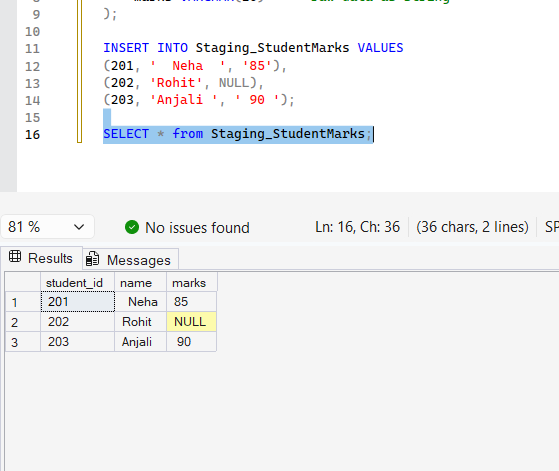 9 );
10
11 INSERT INTO Staging_StudentMarks VALUES
12 (201, '  Neha  ', '85'),
13 (202, 'Rohit', NULL),
14 (203, 'Anjali ', ' 90 ');
15
16 SELECT * from Staging_StudentMarks;
81 % No issues found Ln: 16, Ch: 36 (36 chars, 2 lines) SP
Results Messages
student_id name marks
1 201 Neha 85
2 202 Rohit NULL
3 203 Anjali 90